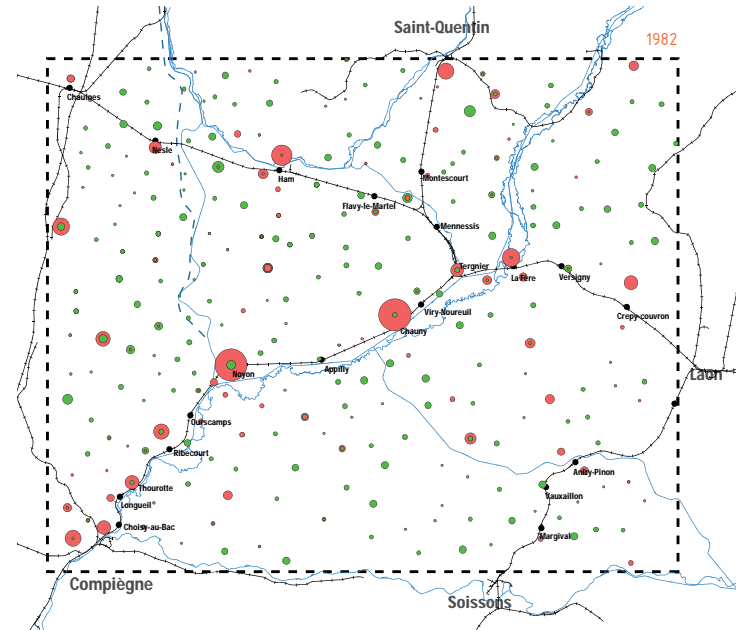 Saint-Quentin
1982
Chaulges
Nesle
Ham
Montescourt
Flavy-le-Martel
Mennessis
Tergnier
La Fère
Versigny
Viry-Noureuil
Crepy-couvron
Chauny
Appilly
Noyon
Laon
Ourscamps
Ribecourt
Anizy-Pinon
Thourotte
Vauxaillon
Longueil
Choisy-au-Bac
Margival
Compiègne
Soissons